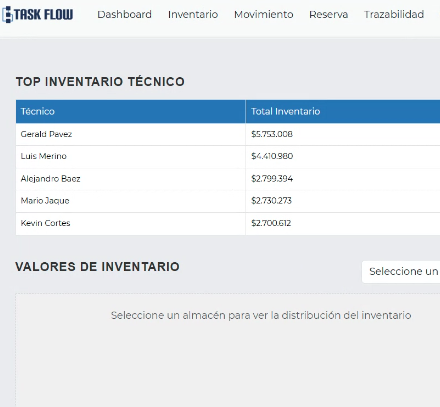 TASK FLOW Dashboard Inventario Movimiento Reserva Trazabilidad
TOP INVENTARIO TÉCNICO
Técnico Total Inventario
Gerald Pavez $5.753.008
Luis Merino $4.410.980
Alejandro Baez $2.799.394
Mario Jaque $2.730.273
Kevin Cortes $2.700.612
VALORES DE INVENTARIO Seleccione un
Seleccione un almacén para ver la distribución del inventario